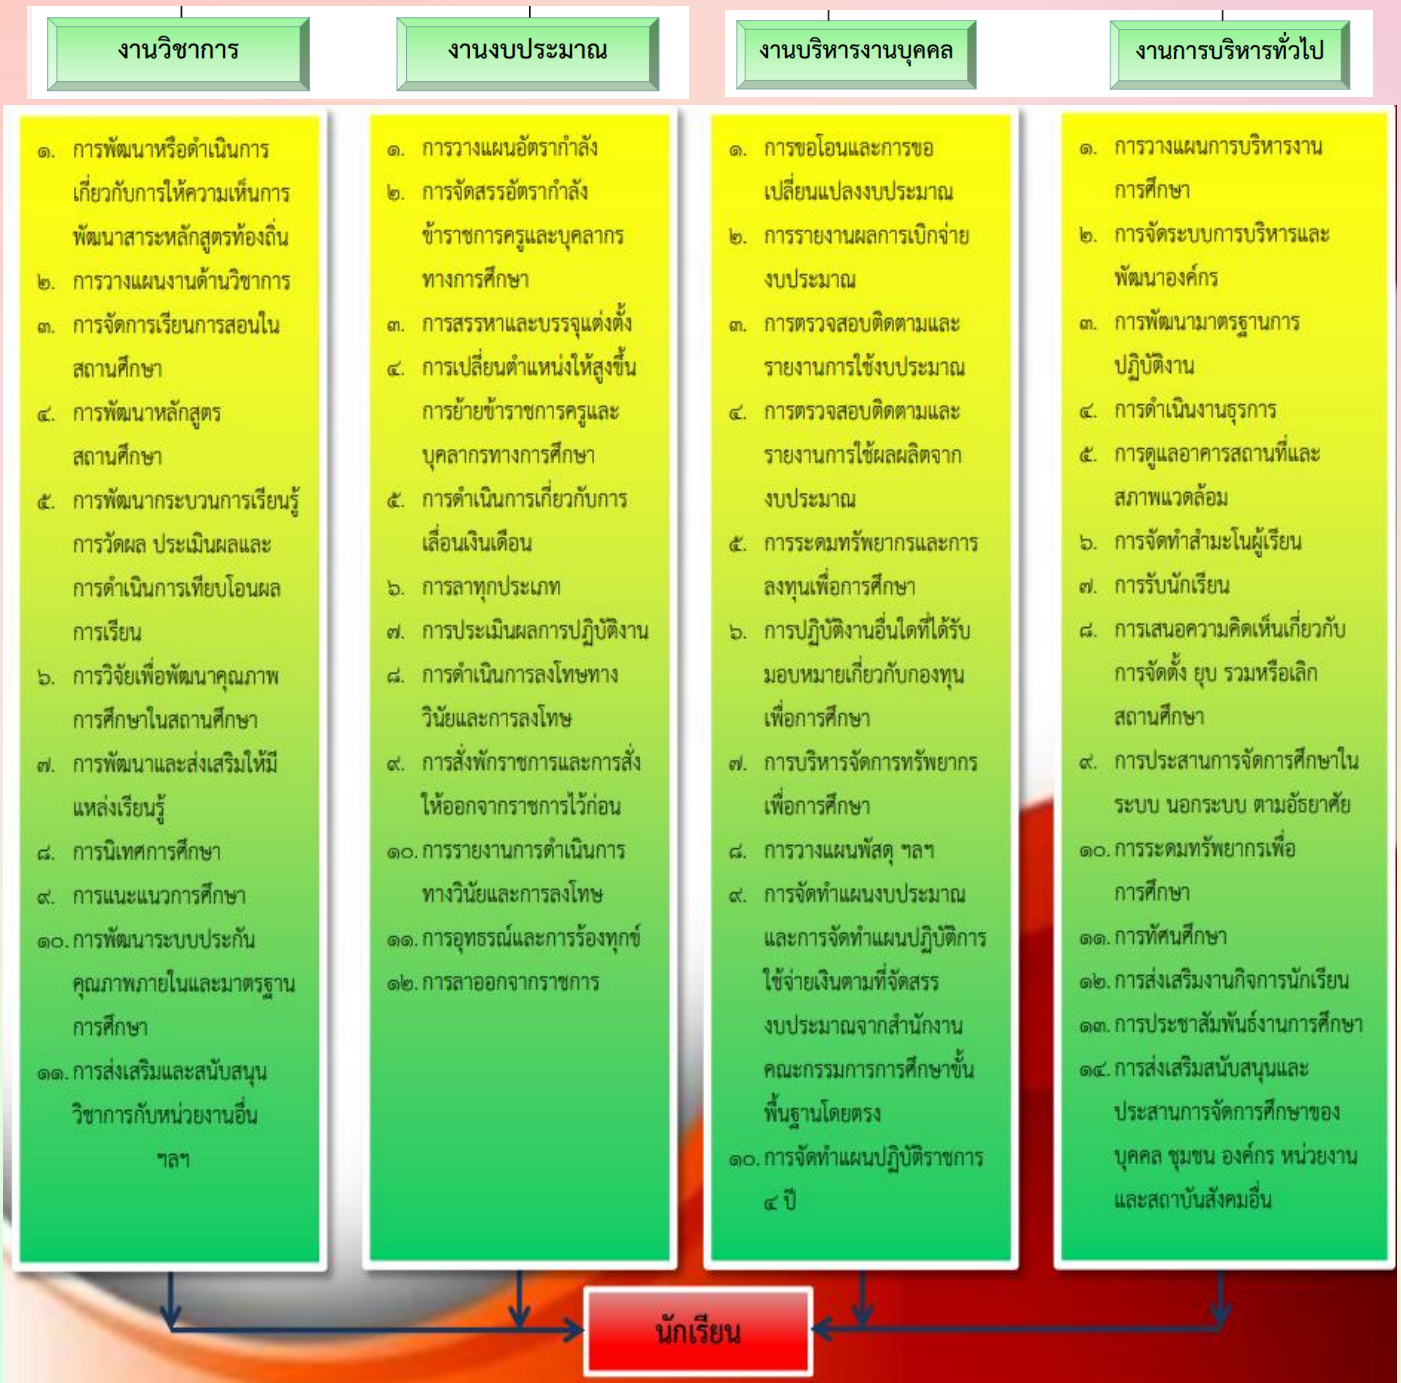 งานวิชาการ
งานงบประมาณ
งานบริหารงานบุคคล
งานการบริหารทั่วไป
๑. การพัฒนาหรือดำเนินการ
เกี่ยวกับการให้ความเห็นการ
พัฒนาสาระหลักสูตรท้องถิ่น
๒. การวางแผนงานด้านวิชาการ
๓. การจัดการเรียนการสอนใน
สถานศึกษา
๔. การพัฒนาหลักสูตร
สถานศึกษา
๕. การพัฒนากระบวนการเรียนรู้
การวัดผล ประเมินผลและ
การดำเนินการเทียบโอนผล
การเรียน
๖. การวิจัยเพื่อพัฒนาคุณภาพ
การศึกษาในสถานศึกษา
๗. การพัฒนาและส่งเสริมให้มี
แหล่งเรียนรู้
๘. การนิเทศการศึกษา
๙. การแนะแนวการศึกษา
๑๐. การพัฒนาระบบประกัน
คุณภาพภายในและมาตรฐาน
การศึกษา
๑๑. การส่งเสริมและสนับสนุน
วิชาการกับหน่วยงานอื่น
ฯลฯ
๑. การวางแผนอัตรากำลัง
๒. การจัดสรรอัตรากำลัง
ข้าราชการครูและบุคลากร
ทางการศึกษา
๓. การสรรหาและบรรจุแต่งตั้ง
๔. การเปลี่ยนตำแหน่งให้สูงขึ้น
การย้ายข้าราชการครูและ
บุคลากรทางการศึกษา
๕. การดำเนินการเกี่ยวกับการ
เลื่อนเงินเดือน
๖. การลาทุกประเภท
๗. การประเมินผลการปฏิบัติงาน
๘. การดำเนินการลงโทษทาง
วินัยและการลงโทษ
๙. การสั่งพักราชการและการสั่ง
ให้ออกจากราชการไว้ก่อน
๑๐. การรายงานการดำเนินการ
ทางวินัยและการลงโทษ
๑๑. การอุทธรณ์และการร้องทุกข์
๑๒. การลาออกจากราชการ
๑. การขอโอนและการขอ
เปลี่ยนแปลงงบประมาณ
๒. การรายงานผลการเบิกจ่าย
งบประมาณ
๓. การตรวจสอบติดตามและ
รายงานการใช้งบประมาณ
๔. การตรวจสอบติดตามและ
รายงานการใช้ผลผลิตจาก
งบประมาณ
๕. การระดมทรัพยากรและการ
ลงทุนเพื่อการศึกษา
๖. การปฏิบัติงานอื่นใดที่ได้รับ
มอบหมายเกี่ยวกับกองทุน
เพื่อการศึกษา
๗. การบริหารจัดการทรัพยากร
เพื่อการศึกษา
๘. การวางแผนพัสดุ ฯลฯ
๙. การจัดทำแผนงบประมาณ
และการจัดทำแผนปฏิบัติการ
ใช้จ่ายเงินตามที่จัดสรร
งบประมาณจากสำนักงาน
คณะกรรมการการศึกษาขั้น
พื้นฐานโดยตรง
๑๐. การจัดทำแผนปฏิบัติราชการ
๔ ปี
๑. การวางแผนการบริหารงาน
การศึกษา
๒. การจัดระบบการบริหารและ
พัฒนาองค์กร
๓. การพัฒนามาตรฐานการ
ปฏิบัติงาน
๔. การดำเนินงานธุรการ
๕. การดูแลอาคารสถานที่และ
สภาพแวดล้อม
๖. การจัดทำสำมะโนผู้เรียน
๗. การรับนักเรียน
๘. การเสนอความคิดเห็นเกี่ยวกับ
การจัดตั้ง ยุบ รวมหรือเลิก
สถานศึกษา
๙. การประสานการจัดการศึกษาใน
ระบบ นอกระบบ ตามอัธยาศัย
๑๐. การระดมทรัพยากรเพื่อ
การศึกษา
๑๑. การทัศนศึกษา
๑๒. การส่งเสริมงานกิจการนักเรียน
๑๓. การประชาสัมพันธ์งานการศึกษา
๑๔. การส่งเสริมสนับสนุนและ
ประสานการจัดการศึกษาของ
บุคคล ชุมชน องค์กร หน่วยงาน
และสถาบันสังคมอื่น
นักเรียน